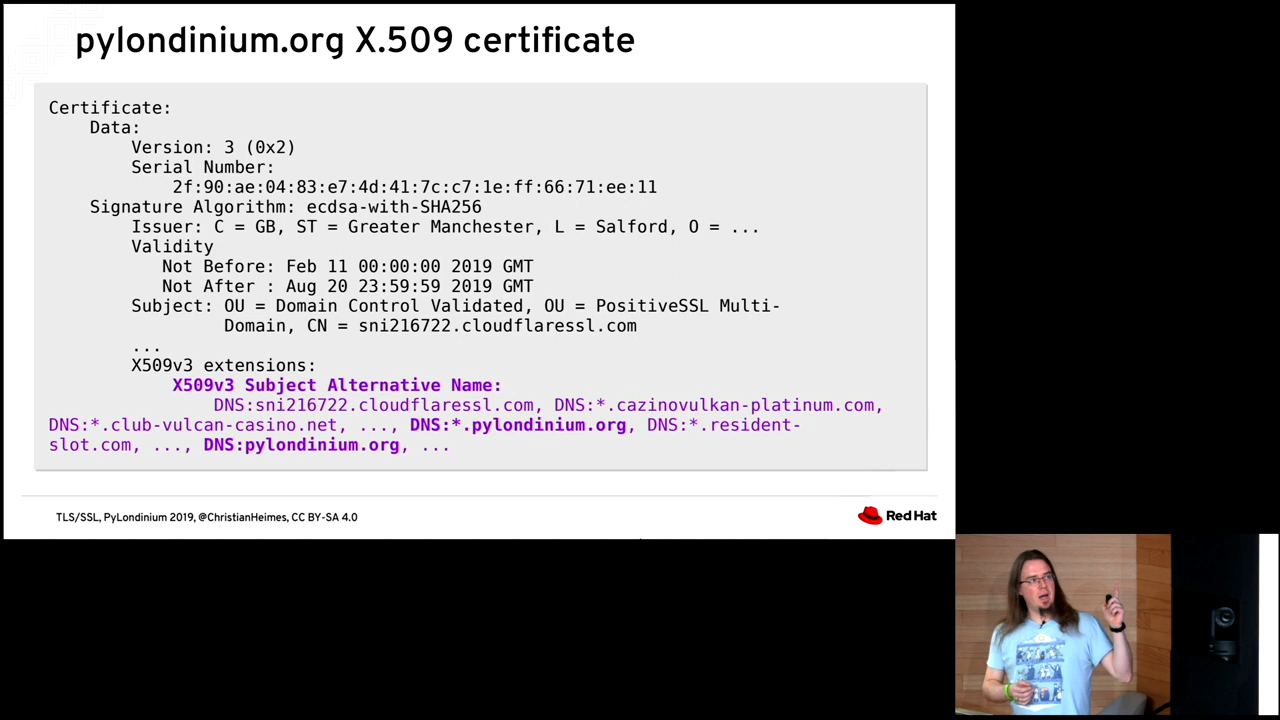 pylondinium.org X.509 certificate
Certificate:
Data:
Version: 3 (0x2)
Serial Number:
2f:90:ae:04:83:e7:4d:41:7c:c7:1e:ff:66:71:ee:11
Signature Algorithm: ecdsa-with-SHA256
Issuer: C = GB, ST = Greater Manchester, L = Salford, O = ...
Validity
Not Before: Feb 11 00:00:00 2019 GMT
Not After : Aug 20 23:59:59 2019 GMT
Subject: OU = Domain Control Validated, OU = PositiveSSL Multi-
Domain, CN = sni216722.cloudflaressl.com
...
X509v3 extensions:
X509v3 Subject Alternative Name:
DNS:sni216722.cloudflaressl.com, DNS:*.cazinovulkan-platinum.com,
DNS:*.club-vulcan-casino.net, ..., DNS:*.pylondinium.org, DNS:*.resident-
slot.com, ..., DNS:pylondinium.org, ...
TLS/SSL, PyLondinium 2019, @ChristianHeimes, CC BY-SA 4.0
Red Hat